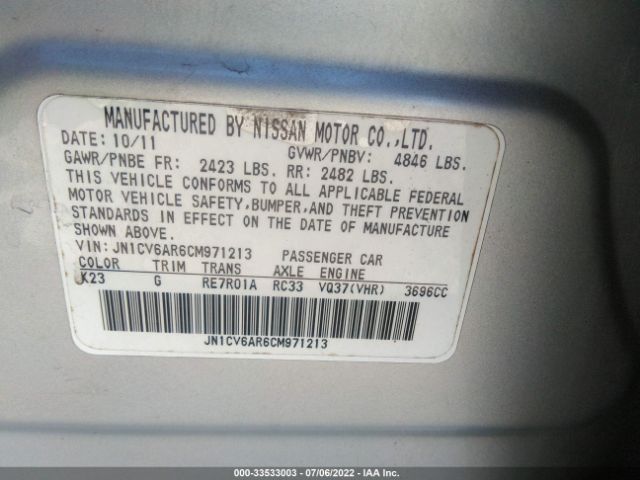 MANUFACTURED BY NISSAN MOTOR CO.,LTD.
DATE: 10/11 GVWR/PNBV: 4846 LBS.
GAWR/PNBE FR: 2423 LBS. RR: 2482 LBS.
THIS VEHICLE CONFORMS TO ALL APPLICABLE FEDERAL
MOTOR VEHICLE SAFETY,BUMPER,AND THEFT PREVENTION
STANDARDS IN EFFECT ON THE DATE OF MANUFACTURE
SHOWN ABOVE.
VIN: JN1CV6AR6CM971213 PASSENGER CAR
COLOR TRIM TRANS AXLE ENGINE
K23 G RE7R01A RC33 VQ37(VHR) 3696CC
JN1CV6AR6CM971213
000-33533003 - 07/06/2022 - IAA Inc.